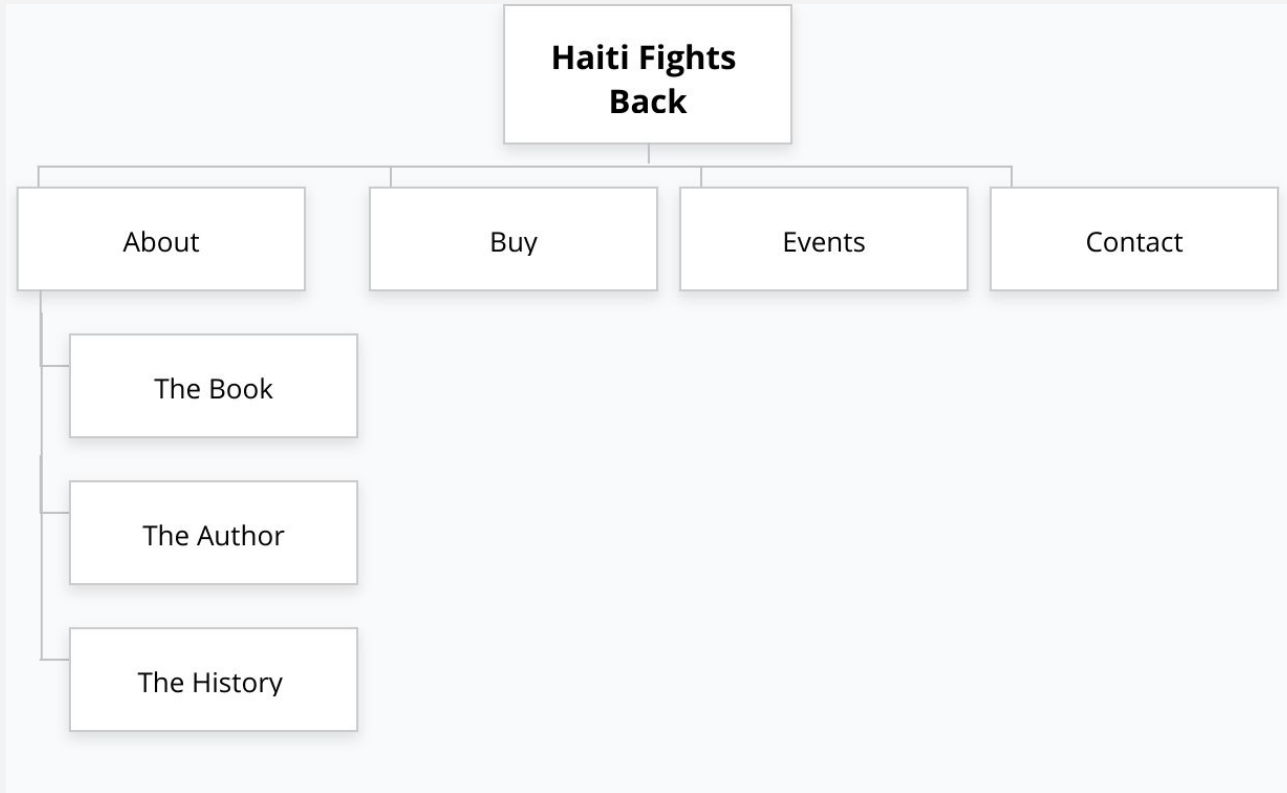 Haiti Fights
Back
About
Buy
Events
Contact
The Book
The Author
The History